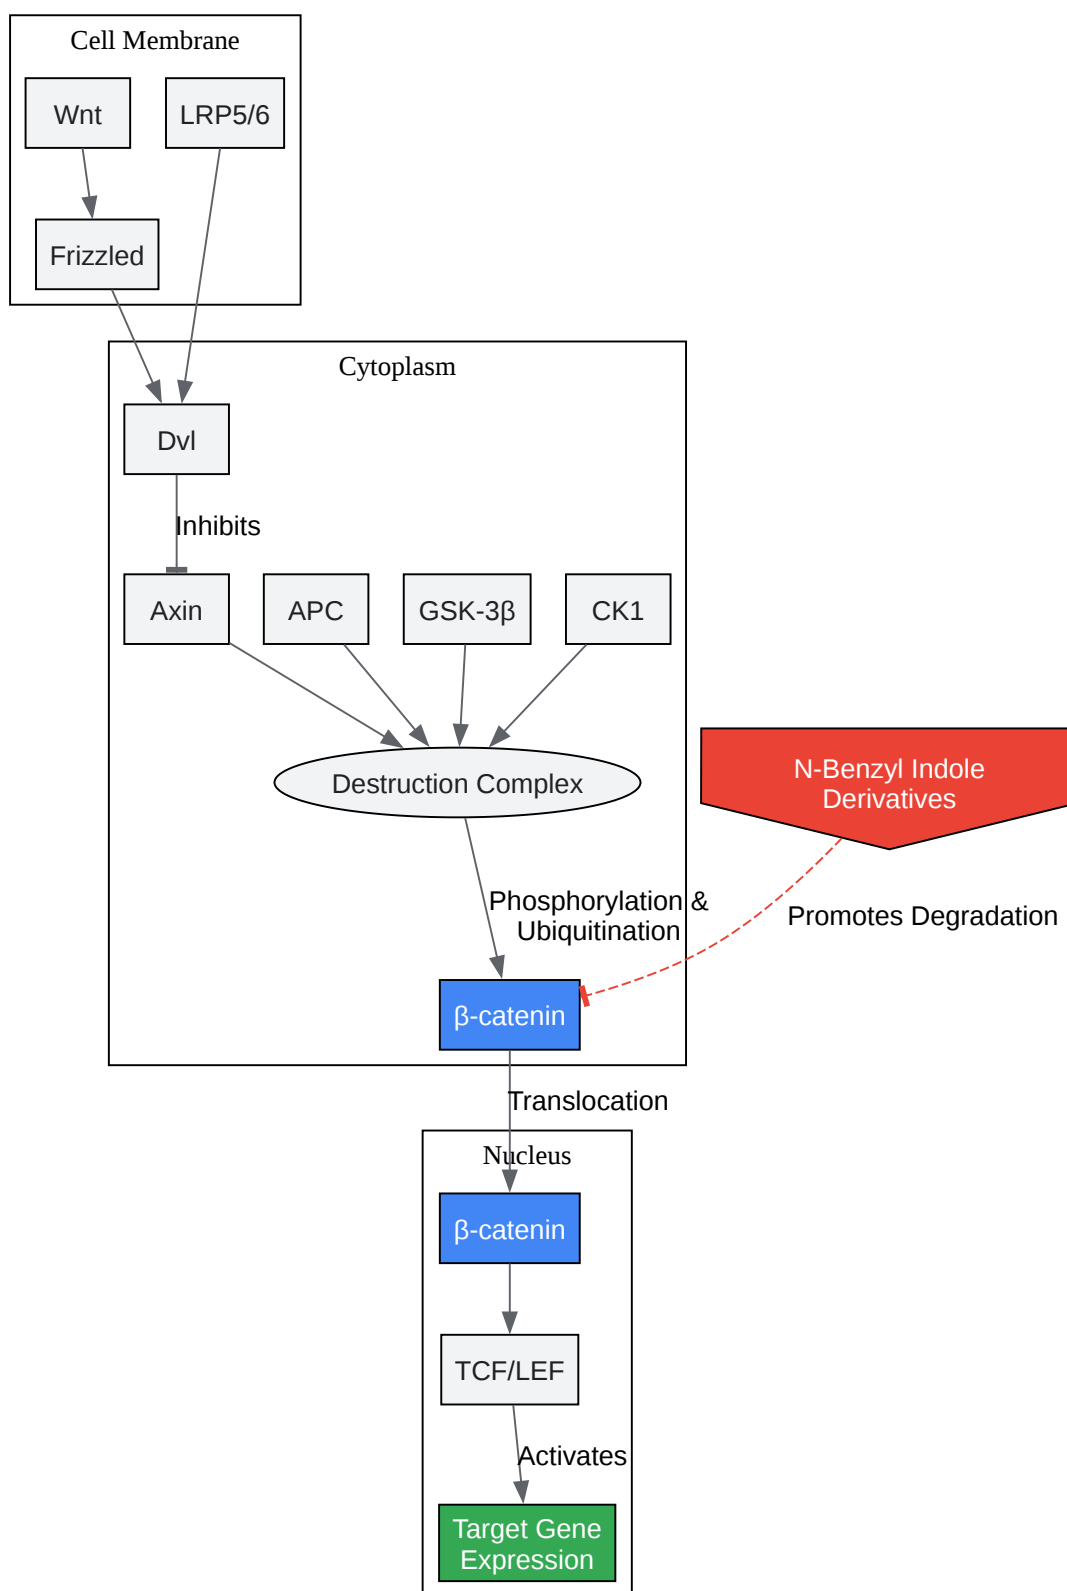 Cell Membrane
Wnt
LRP5/6
Frizzled
Cytoplasm
Dvl
Inhibits
Axin
APC
GSK-3β
CK1
Destruction Complex
N-Benzyl Indole
Derivatives
Phosphorylation &
Ubiquitination
Promotes Degradation
β-catenin
Translocation
Nucleus
β-catenin
TCF/LEF
Activates
Target Gene
Expression